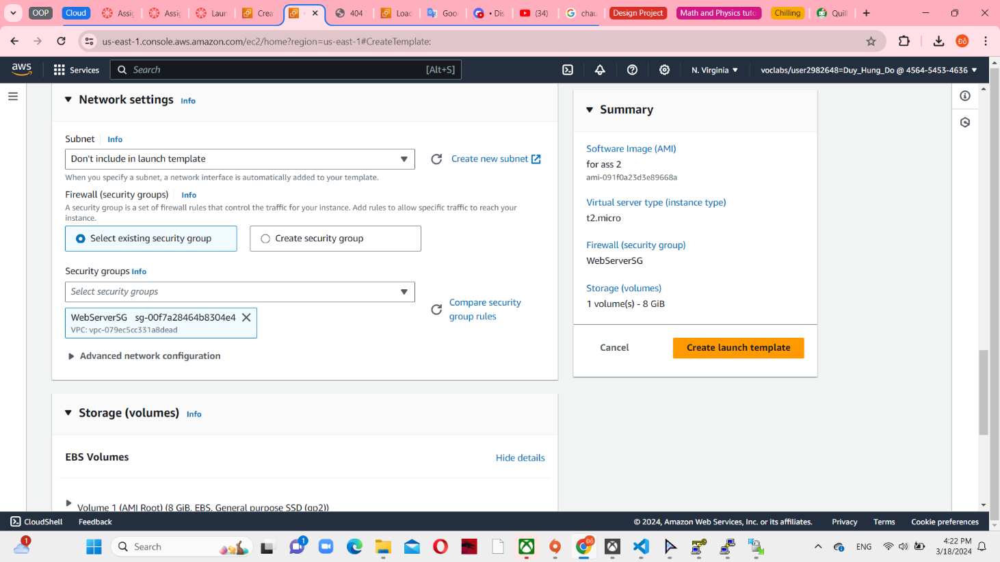 OOP
Cloud
Assig
Assig
Laun
Crea
404
Load
Goo
• Dis
(34)
chau
Design Project
Math and Physics tuto
Chilling
Quill
us-east-1.console.aws.amazon.com/ec2/home?region=us-east-1#CreateTemplate:
Đỗ
aws
Services
Search
[Alt+S]
N. Virginia
voclabs/user2982648=Duy_Hung_Do @ 4564-5453-4636
Network settings Info
Subnet Info
Don't include in launch template
Create new subnet
When you specify a subnet, a network interface is automatically added to your template.
Firewall (security groups) Info
A security group is a set of firewall rules that control the traffic for your instance. Add rules to allow specific traffic to reach your
instance.
Select existing security group
Create security group
Security groups Info
Select security groups
Compare security
group rules
WebServerSG sg-00f7a28464b8304e4
VPC: vpc-079ec5cc331a8dead
Advanced network configuration
Storage (volumes) Info
EBS Volumes
Hide details
Volume 1 (AMI Root) (8 GiB, EBS, General purpose SSD (gp2))
Summary
Software Image (AMI)
for ass 2
ami-091f0a23d3e89668a
Virtual server type (instance type)
t2.micro
Firewall (security group)
WebServerSG
Storage (volumes)
1 volume(s) - 8 GiB
Cancel
Create launch template
CloudShell
Feedback
© 2024, Amazon Web Services, Inc. or its affiliates.
Privacy
Terms
Cookie preferences
1
Search
1
Đỗ
ENG
4:22 PM
3/18/2024